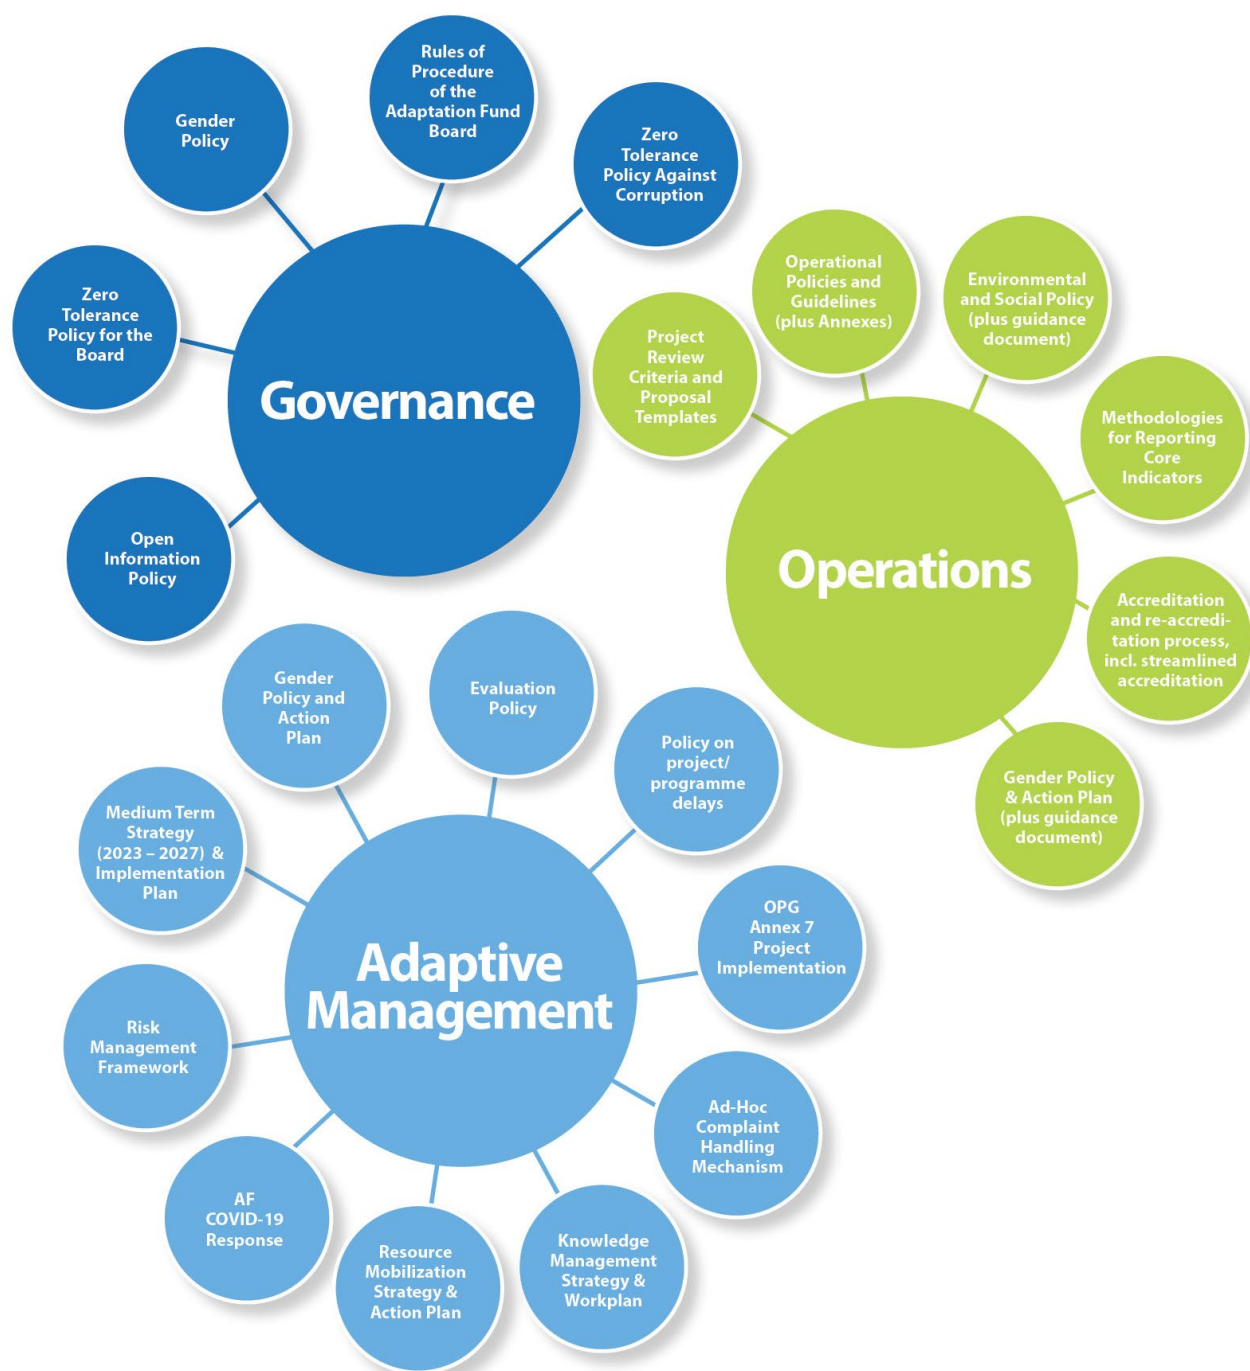 Governance
Gender
Policy
Rules of
Procedure
of the
Adaptation Fund
Board
Zero
Tolerance
Policy Against
Corruption
Zero
Tolerance
Policy for the
Board
Open
Information
Policy
Operations
Project
Review
Criteria and
Proposal
Templates
Operational
Policies and
Guidelines
(plus Annexes)
Environmental
and Social Policy
(plus guidance
document)
Methodologies
for Reporting
Core
Indicators
Accreditation
and re-accredi-
tation process,
incl. streamlined
accreditation
Gender Policy
& Action Plan
(plus guidance
document)
Adaptive
Management
Gender
Policy and
Action
Plan
Evaluation
Policy
Policy on
project/
programme
delays
Medium Term
Strategy
(2023 – 2027) &
Implementation
Plan
OPG
Annex 7
Project
Implementation
Risk
Management
Framework
Ad-Hoc
Complaint
Handling
Mechanism
AF
COVID-19
Response
Resource
Mobilization
Strategy &
Action Plan
Knowledge
Management
Strategy &
Workplan